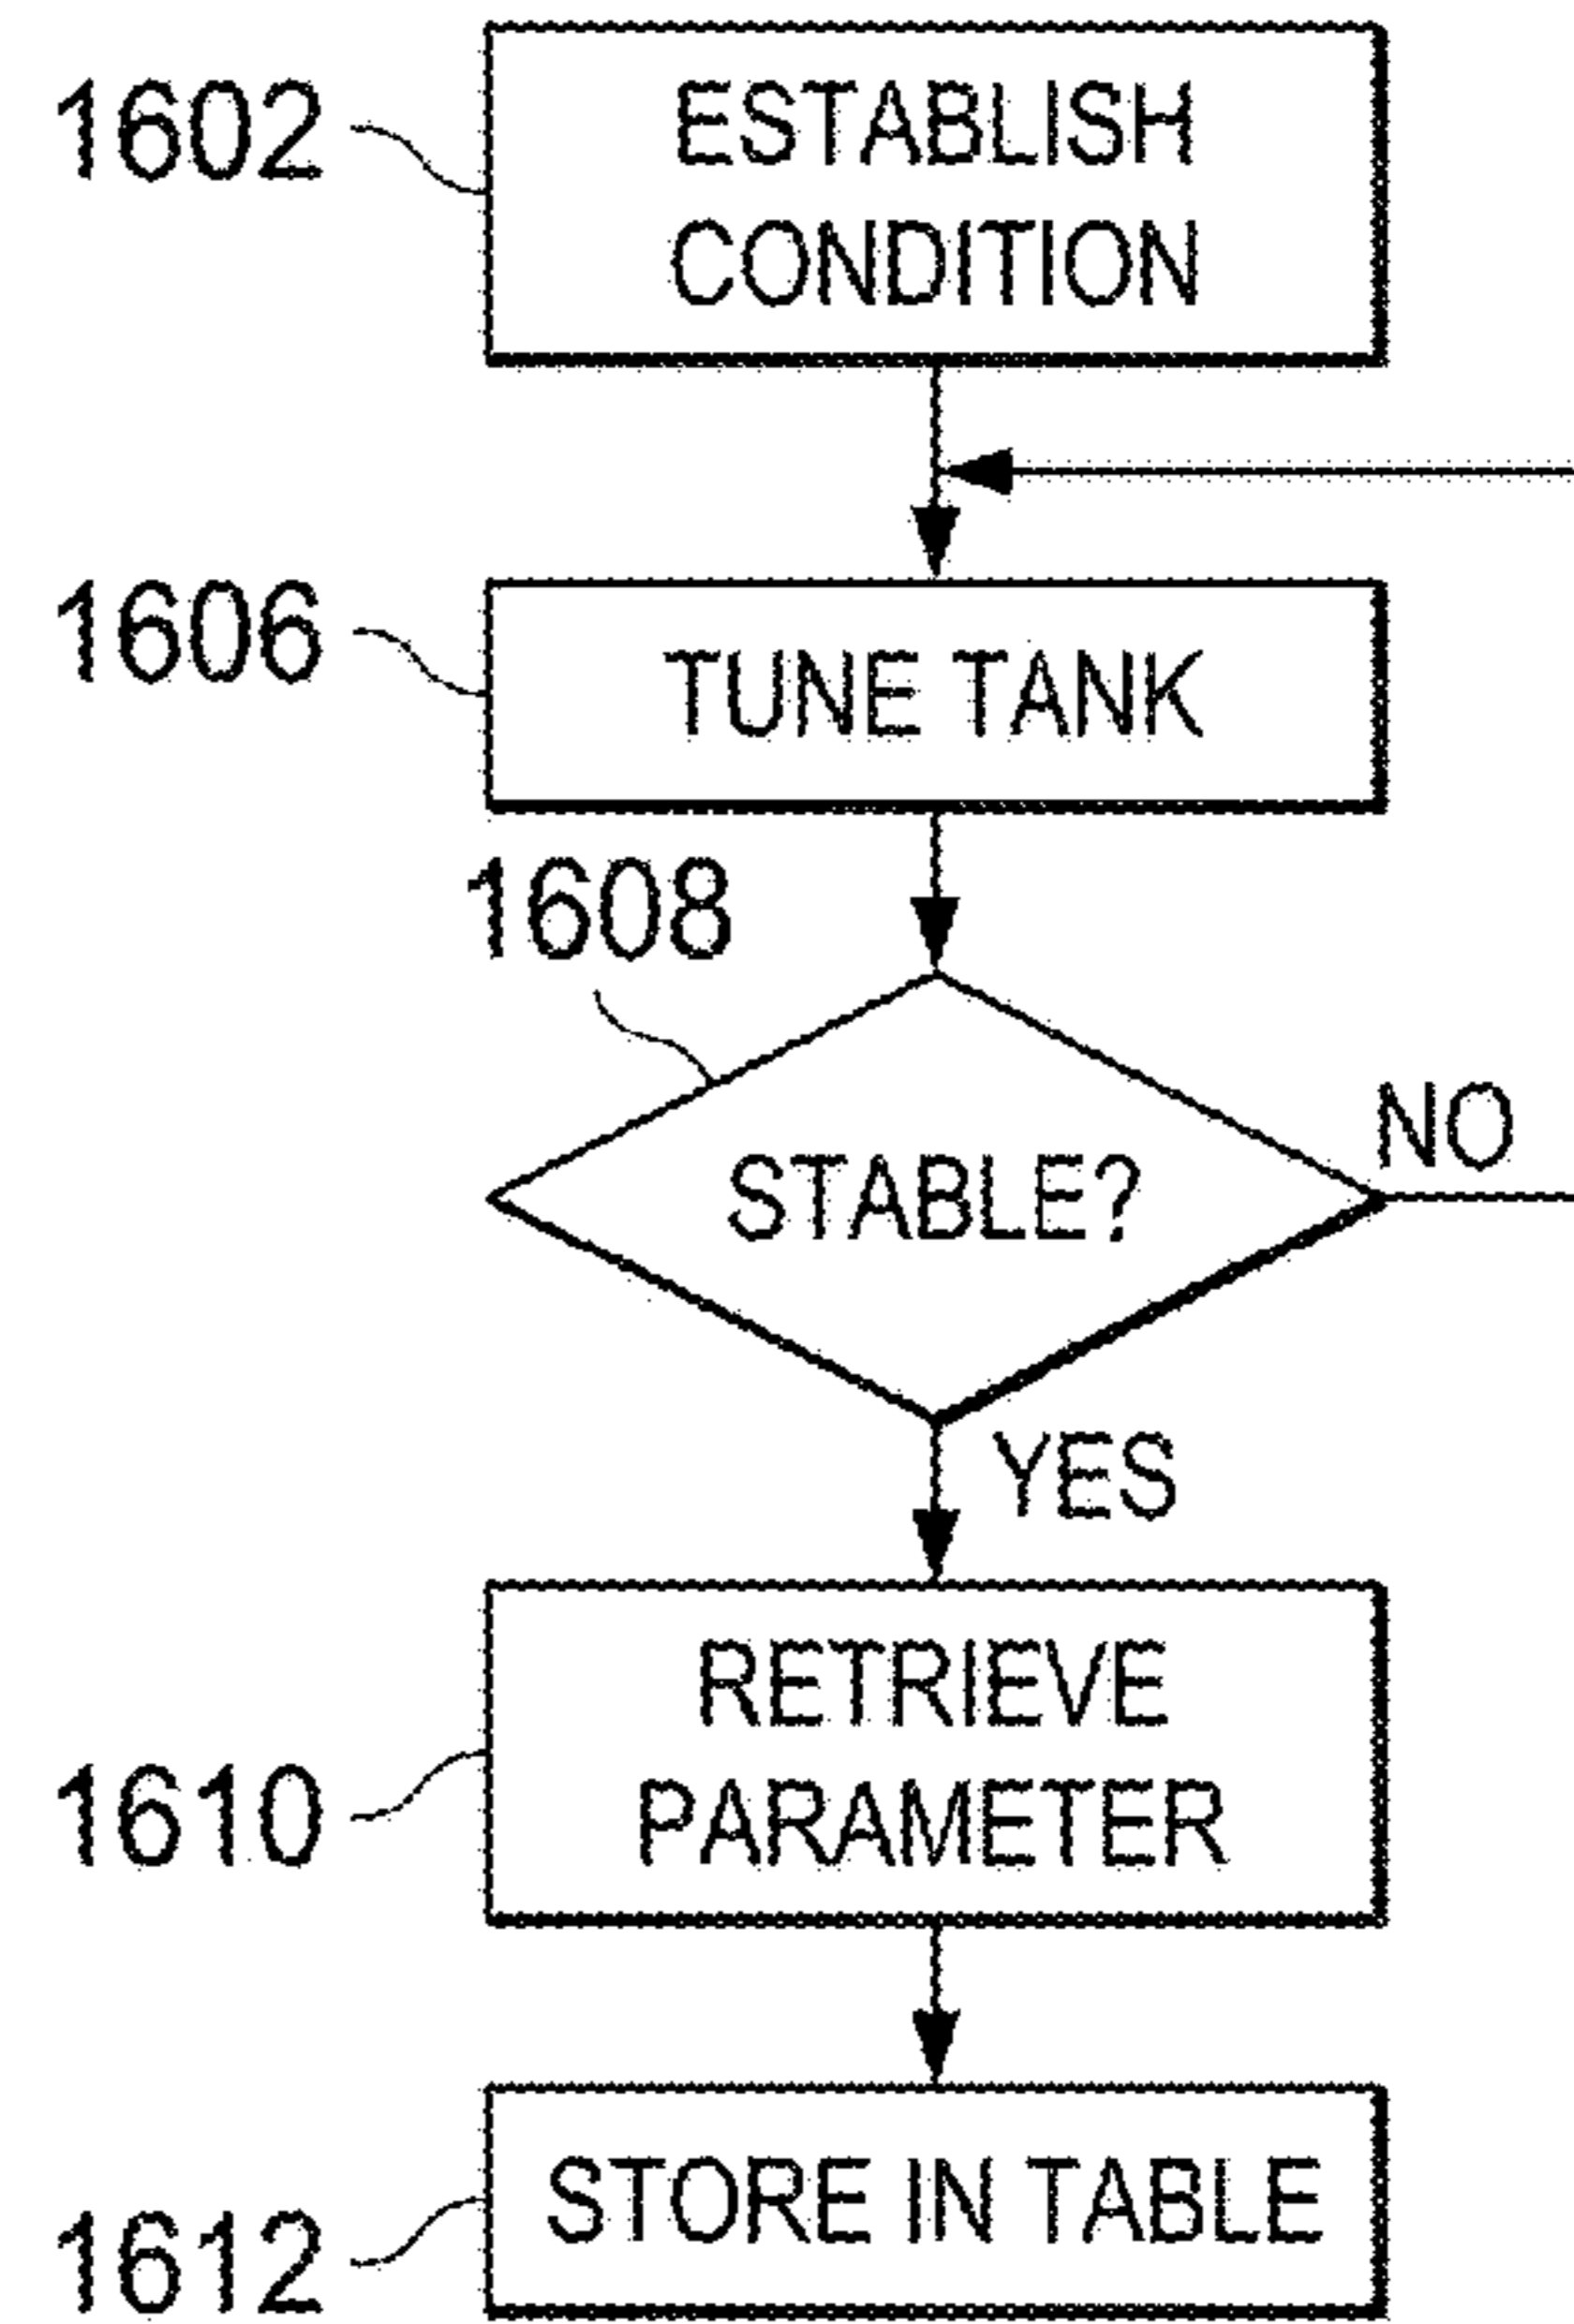 1602
ESTABLISH
CONDITION
1606
TUNE TANK
1608
STABLE?
NO
YES
1610
RETRIEVE
PARAMETER
1612
STORE IN TABLE